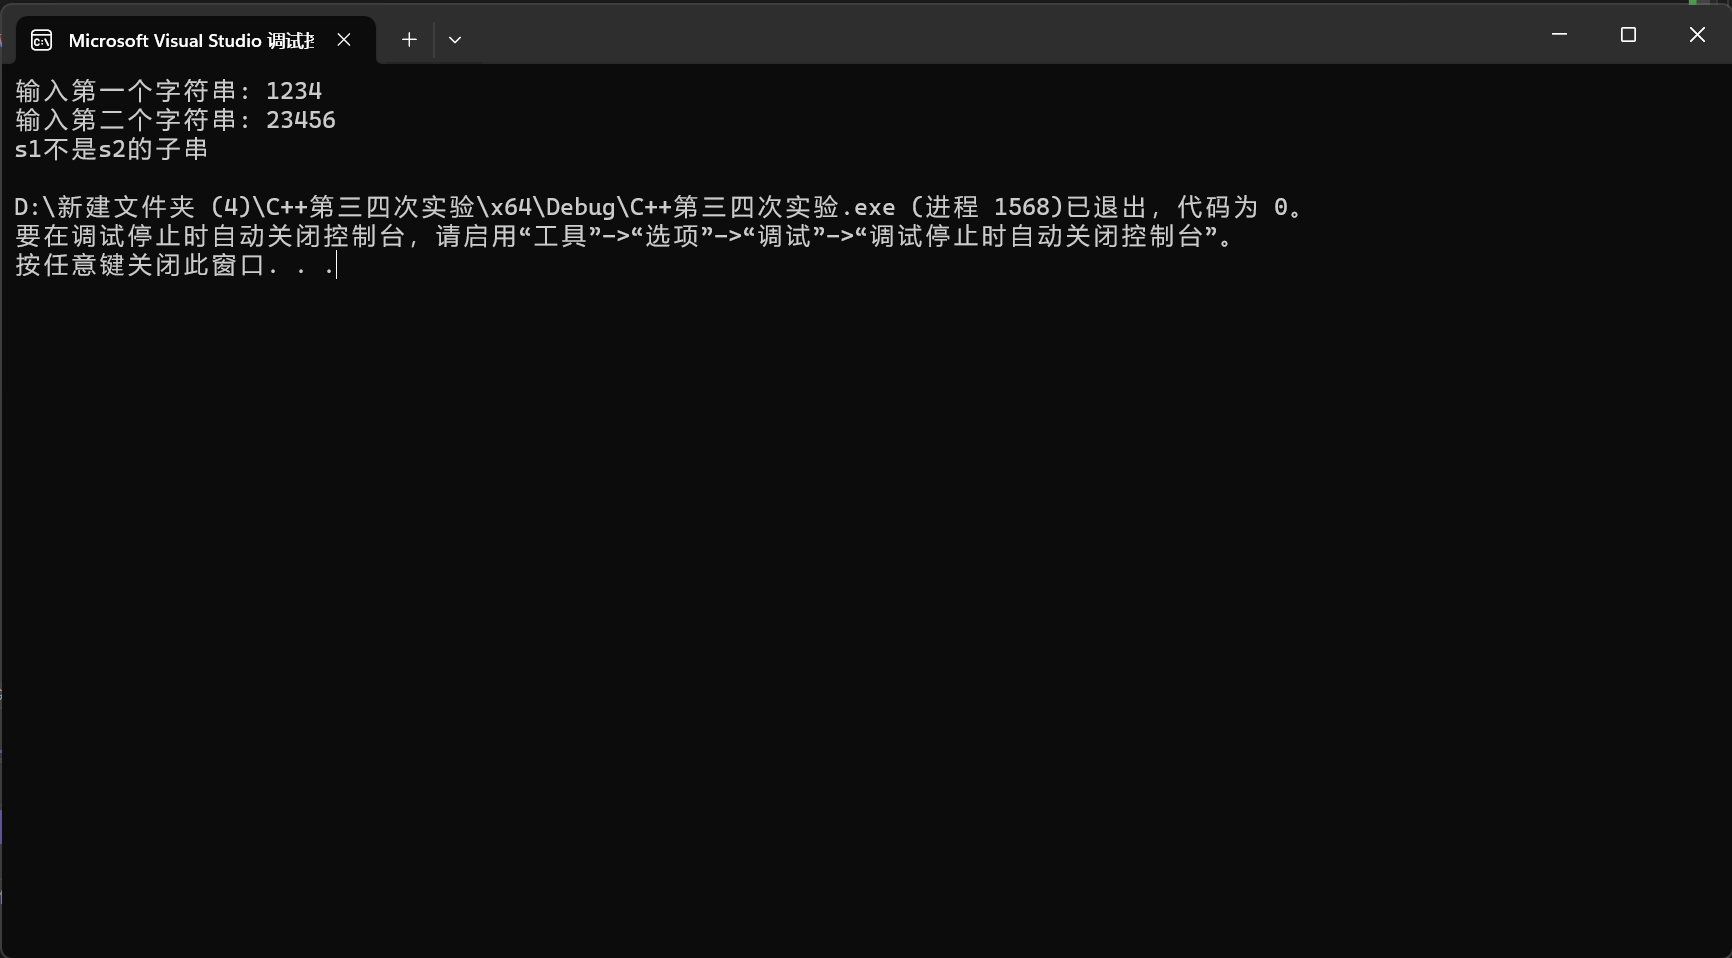 Microsoft Visual Studio 调试
输入第一个字符串: 1234
输入第二个字符串: 23456
s1不是s2的子串
D:\新建文件夹 (4)\C++第三四次实验\x64\Debug\C++第三四次实验.exe (进程 1568)已退出, 代码为 0。
要在调试停止时自动关闭控制台, 请启用“工具”->“选项”->“调试”->“调试停止时自动关闭控制台”。
按任意键关闭此窗口. . .